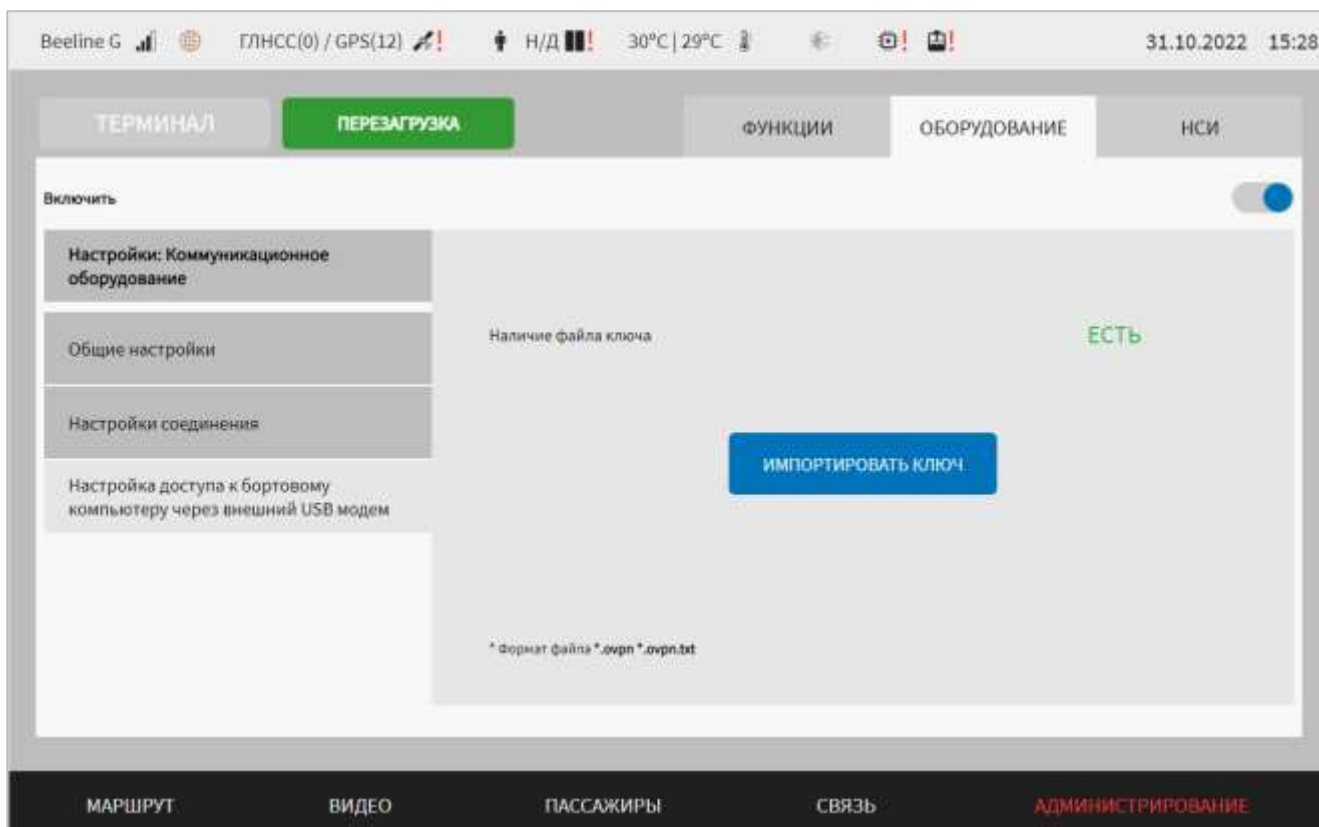 Beeline G ГЛНСС(0) / GPS(12) ! Н/Д ! 30°C | 29°C ! ! 31.10.2022 15:28
ТЕРМИНАЛ ПЕРЕЗАГРУЗКА ФУНКЦИИ ОБОРУДОВАНИЕ НСИ
Включить
Настройки: Коммуникационное
оборудование
Общие настройки
Наличие файла ключа ЕСТЬ
Настройки соединения
ИМПОРТИРОВАТЬ КЛЮЧ
Настройка доступа к бортовому
компьютеру через внешний USB модем
* Формат файла *.ovpn *.ovpn.txt
МАРШРУТ ВИДЕО ПАССАЖИРЫ СВЯЗЬ АДМИНИСТРИРОВАНИЕ